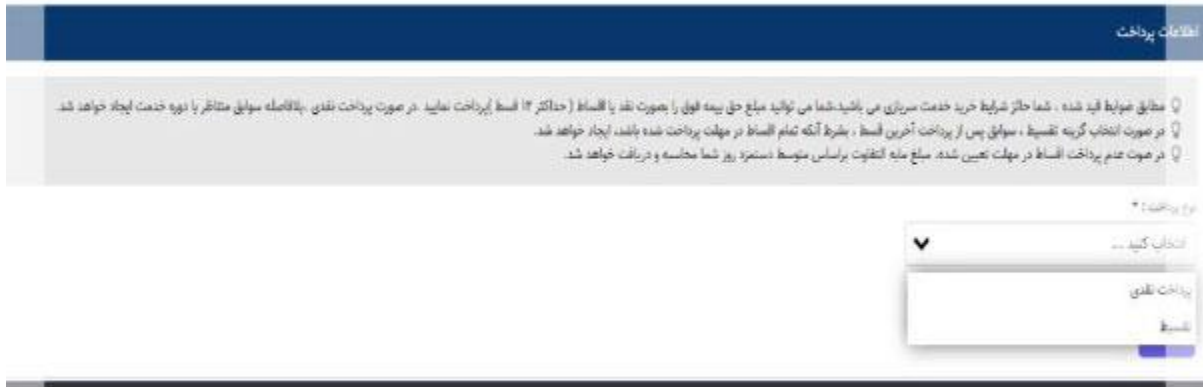 اطلاعات پرداخت
مطابق ضوابط قید شده ، شما حائز شرایط خرید خدمت سربازی می باشید.شما می توانید مبلغ حق بیمه فوق را بصورت نقد یا اقساط ( حداکثر ۱۲ قسط )پرداخت نمایید .در صورت پرداخت نقدی ،بلافاصله سوابق متناظر با دوره خدمت ایجاد خواهد شد.
در صورت انتخاب گزینه تقسیط ، سوابق پس از پرداخت آخرین قسط ، بشرط آنکه تمام اقساط در مهلت پرداخت شده باشد، ایجاد خواهد شد.
در صوت عدم پرداخت اقساط در مهلت تعیین شده، مبلغ مابه التفاوت براساس متوسط دستمزد روز شما محاسبه و دریافت خواهد شد.
نوع پرداخت : *
انتخاب کنید ...
پرداخت نقدی
تقسیط